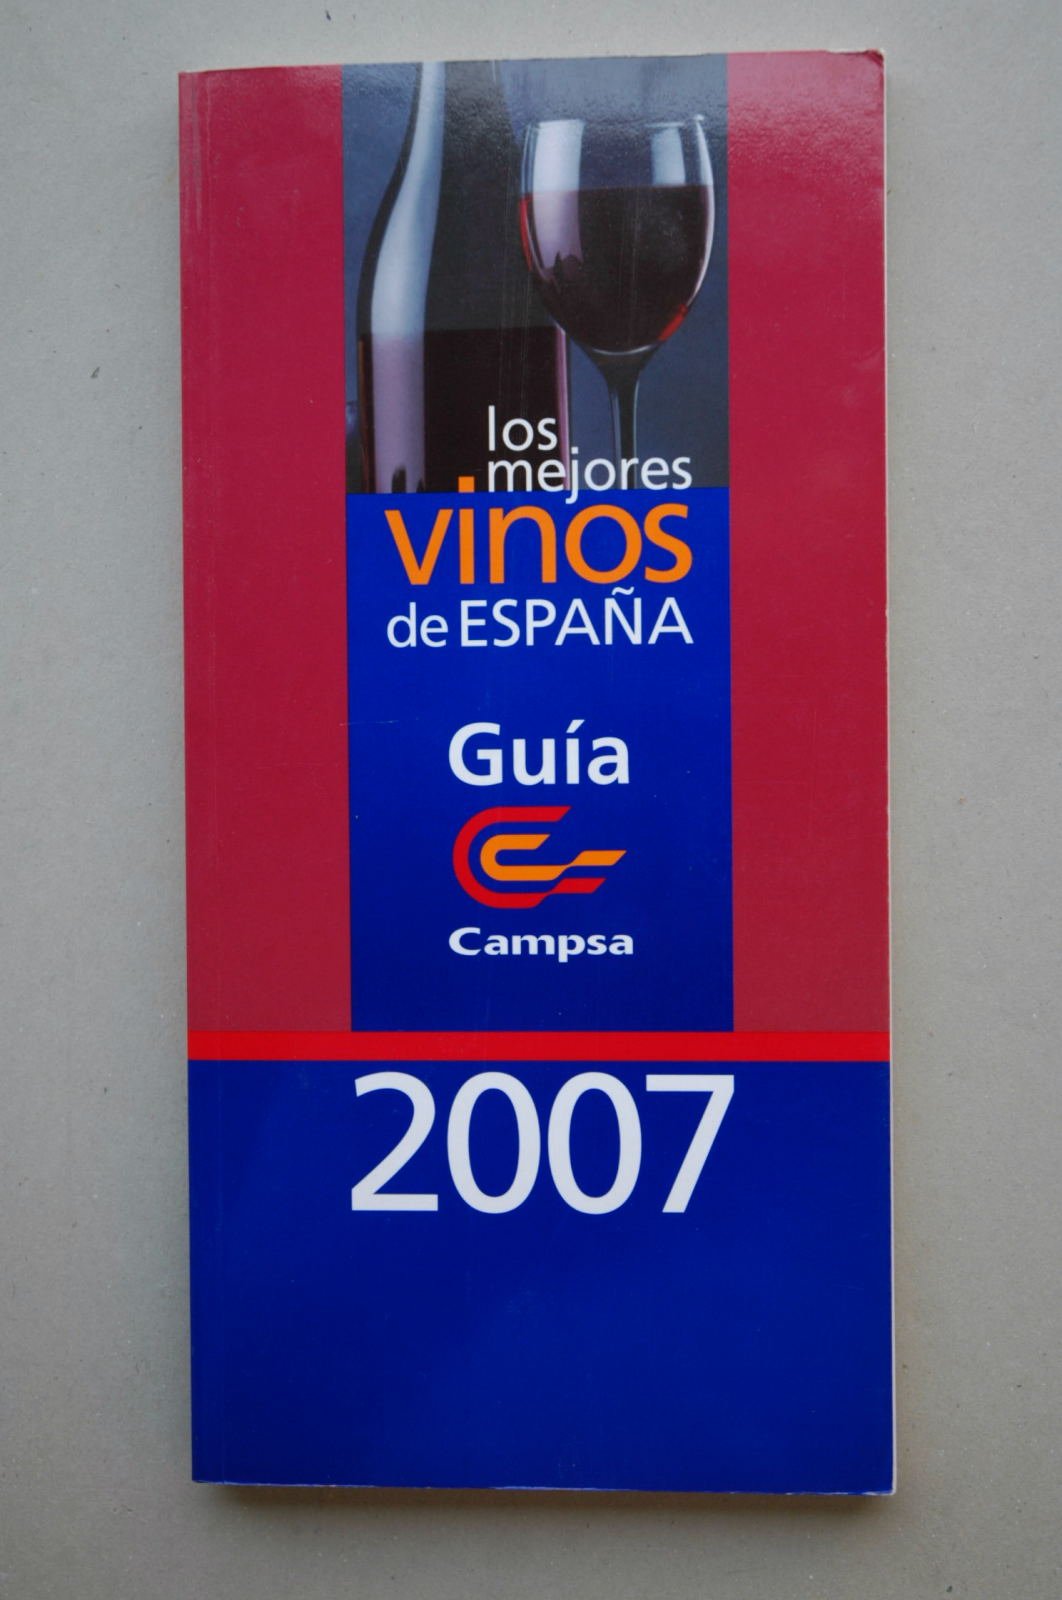 los
mejores
vinos
de ESPAÑA
Guía
Campsa
2007